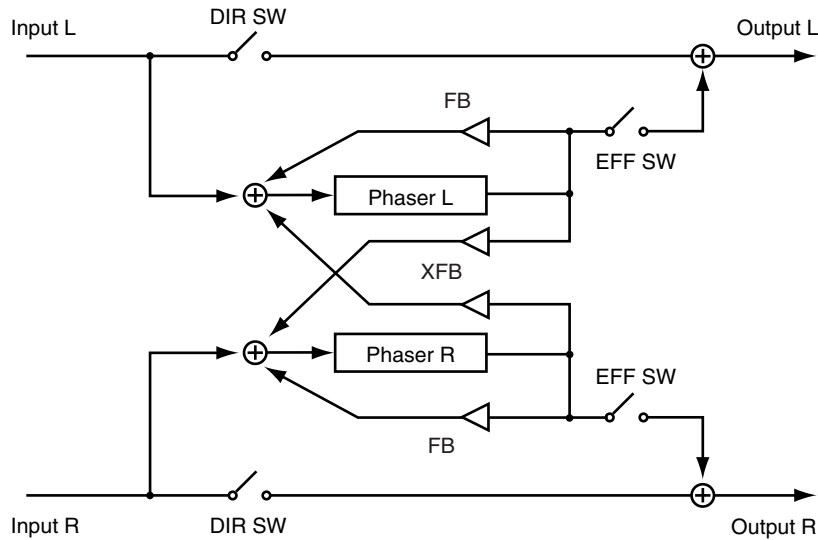 Input L
DIR SW
Output L
FB
EFF SW
Phaser L
XFB
Phaser R
EFF SW
FB
Input R
DIR SW
Output R